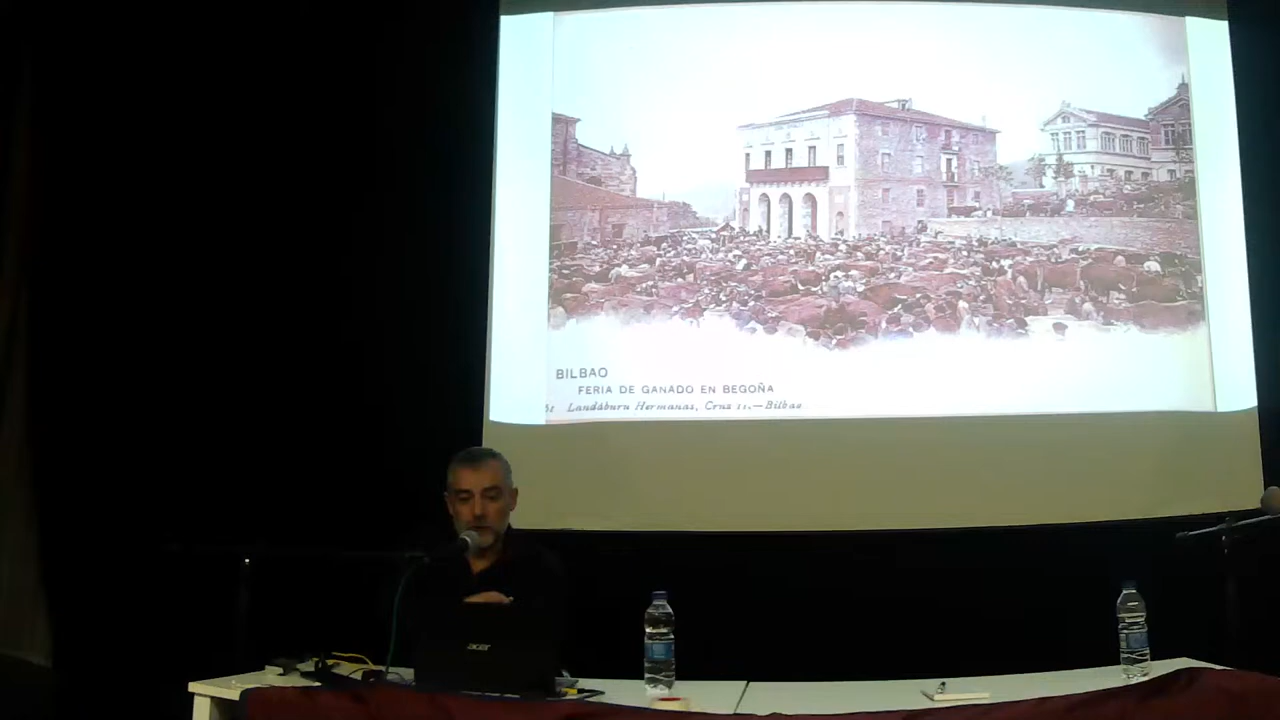 BILBAO
FERIA DE GANADO EN BEGOÑA
Landáburu Hermanas, Cruz 11.—Bilbao
acer